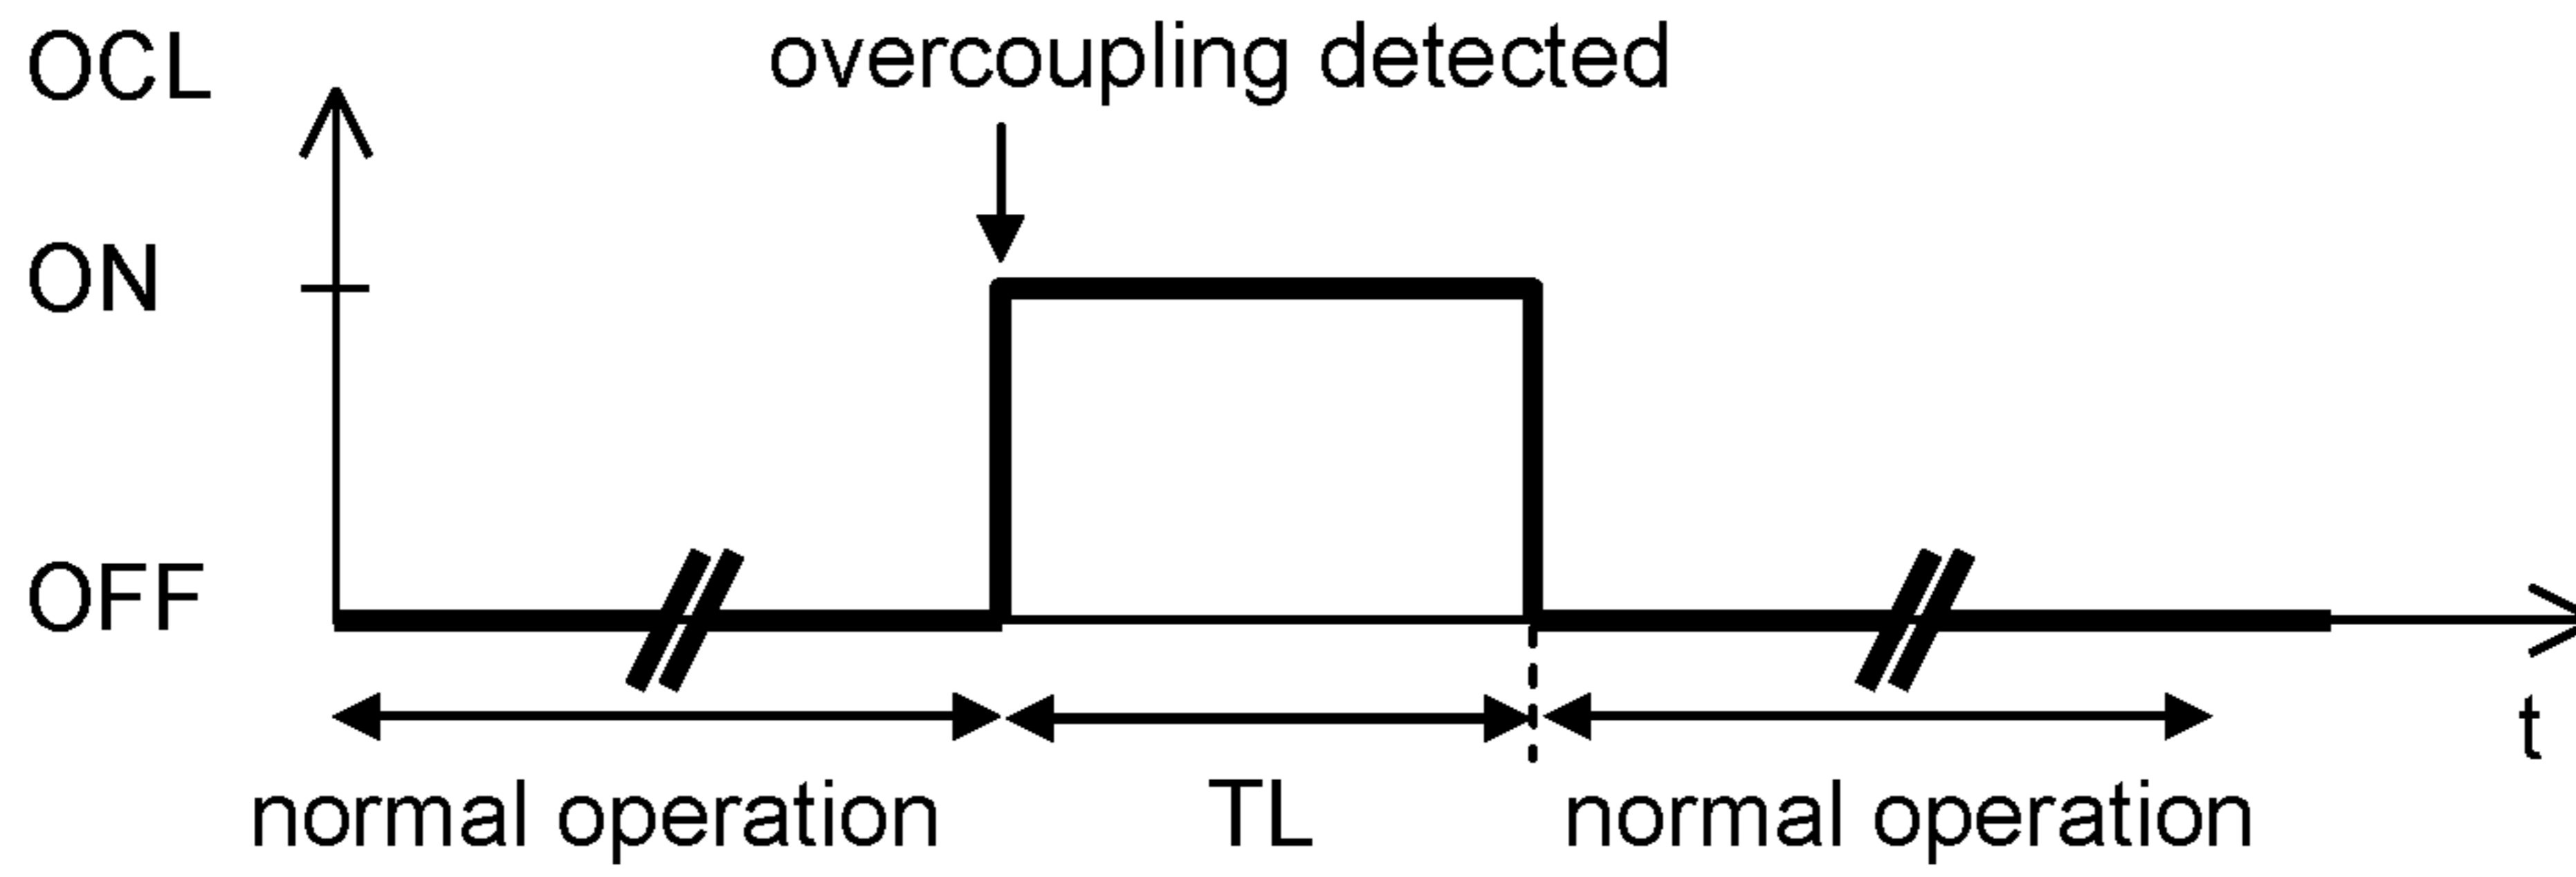 OCL
overcoupling detected
ON
OFF
t
normal operation
TL
normal operation